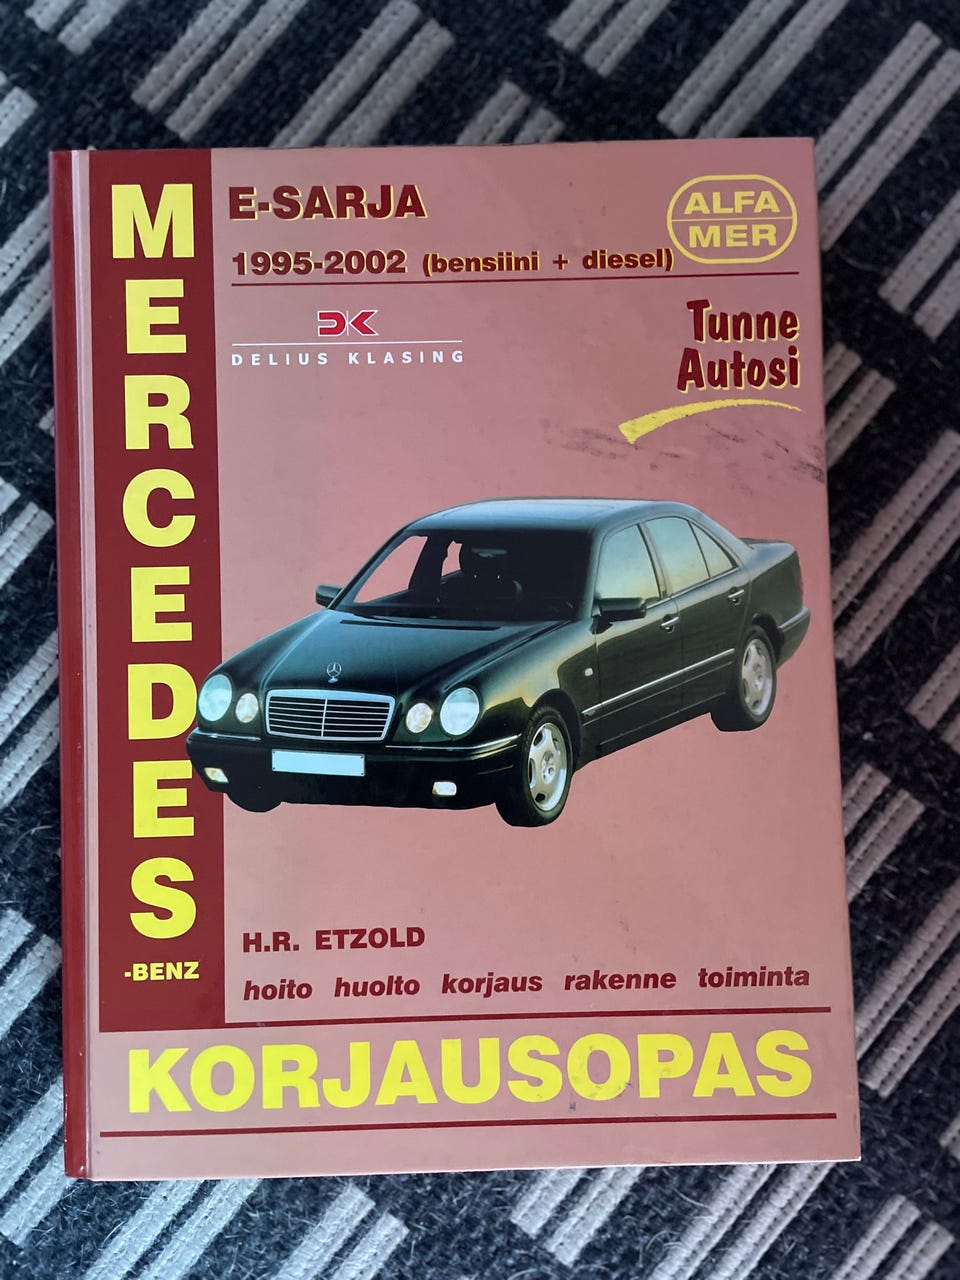 MERCEDES
-BENZ
E-SARJA
1995-2002 (bensiini + diesel)
ALFA
MER
DELIUS KLASING
Tunne
Autosi
H.R. ETZOLD
hoito huolto korjaus rakenne toiminta
KORJAUSOPAS